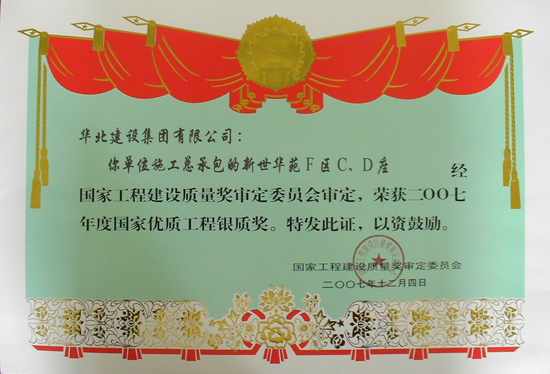 华北建设集团有限公司：
你单位施工总承包的新世华苑F区C、D座 经
国家工程建设质量奖审定委员会审定，荣获二〇〇七
年度国家优质工程银质奖。特发此证，以资鼓励。
国家工程建设质量奖审定委员会
二〇〇七年十二月四日